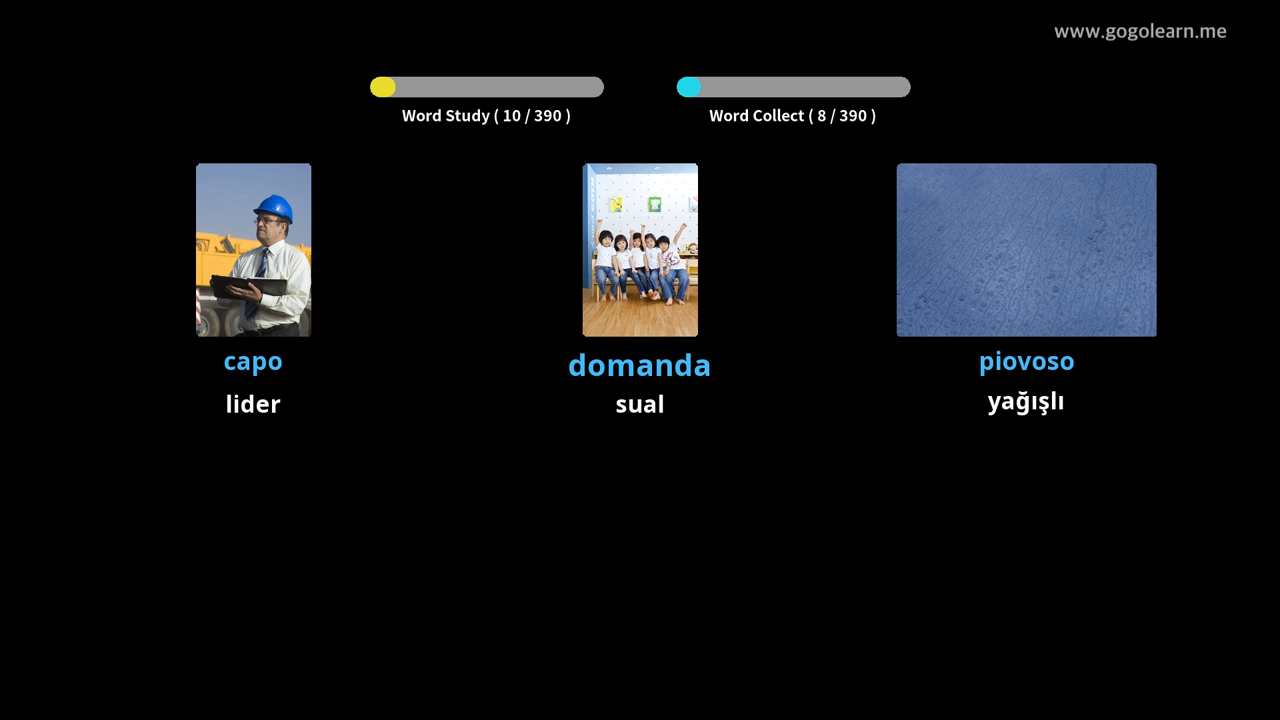 www.gogolearn.me
Word Study ( 10 / 390 )
Word Collect ( 8 / 390 )
capo
domanda
piovoso
lider
sual
yağışlı